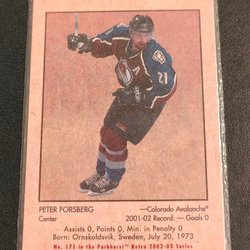 21
PETER FORSBERG
Center
—Colorado Avalanche®
2001-02 Record: — Goals 0
Assists 0, Points 0, Min. in Penalty 0
Born: Ornskoldsvik, Sweden, July 20, 1973
No. 171 in the Parkhurst® Retro 2002-03 Series